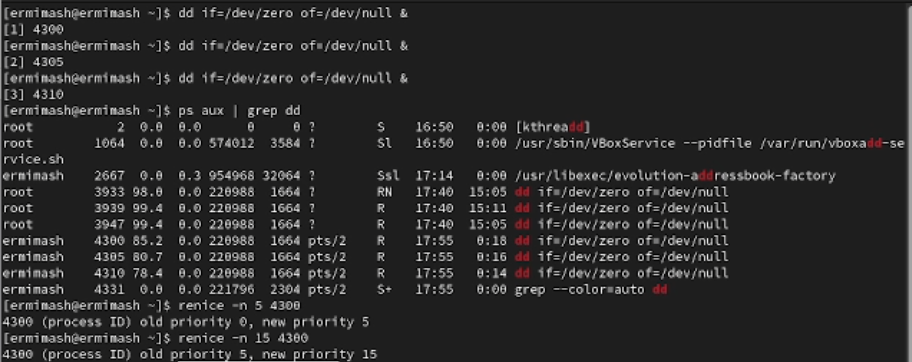 [ermimash@ermimash ~]$ dd if=/dev/zero of=/dev/null &
[1] 4300
[ermimash@ermimash ~]$ dd if=/dev/zero of=/dev/null &
[2] 4305
[ermimash@ermimash ~]$ dd if=/dev/zero of=/dev/null &
[3] 4310
[ermimash@ermimash ~]$ ps aux | grep dd
root 2 0.0 0.0 0 0 ? S 16:50 0:00 [kthreadd]
root 1064 0.0 0.0 574012 3584 ? Sl 16:50 0:00 /usr/sbin/VBoxService --pidfile /var/run/vboxadd-se
rvice.sh
ermimash 2667 0.0 0.3 954968 32064 ? Ssl 17:14 0:00 /usr/libexec/evolution-addressbook-factory
root 3933 98.0 0.0 220988 1664 ? RN 17:40 15:05 dd if=/dev/zero of=/dev/null
root 3939 99.4 0.0 220988 1664 ? R 17:40 15:11 dd if=/dev/zero of=/dev/null
root 3947 99.4 0.0 220988 1664 ? R 17:40 15:05 dd if=/dev/zero of=/dev/null
ermimash 4300 85.2 0.0 220988 1664 pts/2 R 17:55 0:18 dd if=/dev/zero of=/dev/null
ermimash 4305 80.7 0.0 220988 1664 pts/2 R 17:55 0:16 dd if=/dev/zero of=/dev/null
ermimash 4310 78.4 0.0 220988 1664 pts/2 R 17:55 0:14 dd if=/dev/zero of=/dev/null
ermimash 4331 0.0 0.0 221796 2304 pts/2 S+ 17:55 0:00 grep --color=auto dd
[ermimash@ermimash ~]$ renice -n 5 4300
4300 (process ID) old priority 0, new priority 5
[ermimash@ermimash ~]$ renice -n 15 4300
4300 (process ID) old priority 5, new priority 15